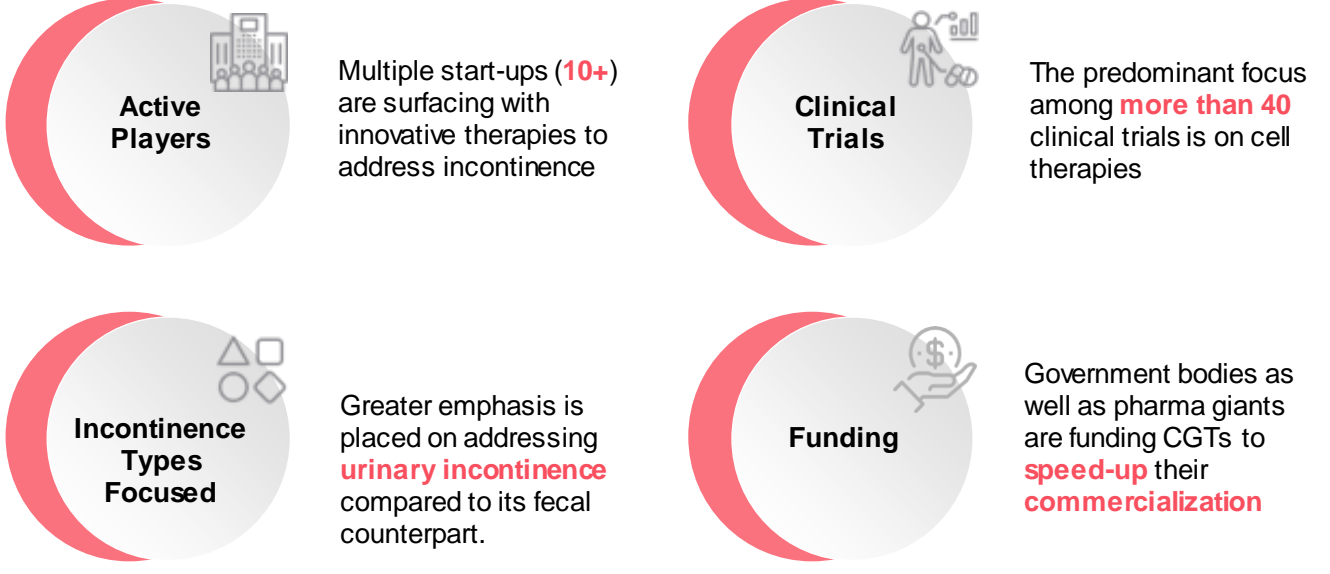 Active
Players
Multiple start-ups (10+)
are surfacing with
innovative therapies to
address incontinence
Clinical
Trials
The predominant focus
among more than 40
clinical trials is on cell
therapies
Incontinence
Types
Focused
Greater emphasis is
placed on addressing
urinary incontinence
compared to its fecal
counterpart.
$
Funding
Government bodies as
well as pharma giants
are funding CGTs to
speed-up their
commercialization